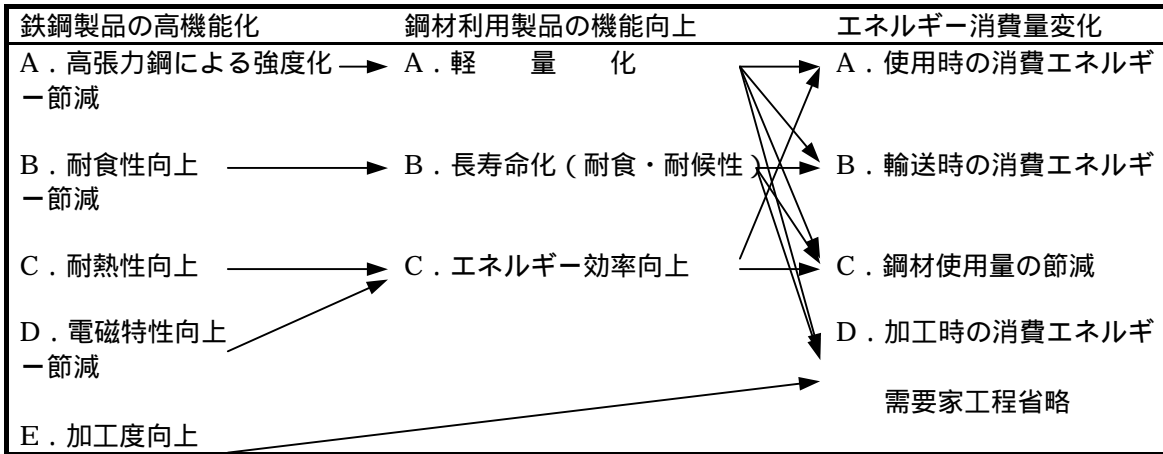 鉄鋼製品の高機能化 鋼材利用製品の機能向上 エネルギー消費量変化
A．高張力鋼による強度化 A．軽 量 化 A．使用時の消費エネルギ
ー節減
B．耐食性向上 B．長寿命化（耐食・耐候性） B．輸送時の消費エネルギ
ー節減
C．耐熱性向上 C．エネルギー効率向上 C．鋼材使用量の節減
D．電磁特性向上 D．加工時の消費エネルギ
ー節減
需要家工程省略
E．加工度向上